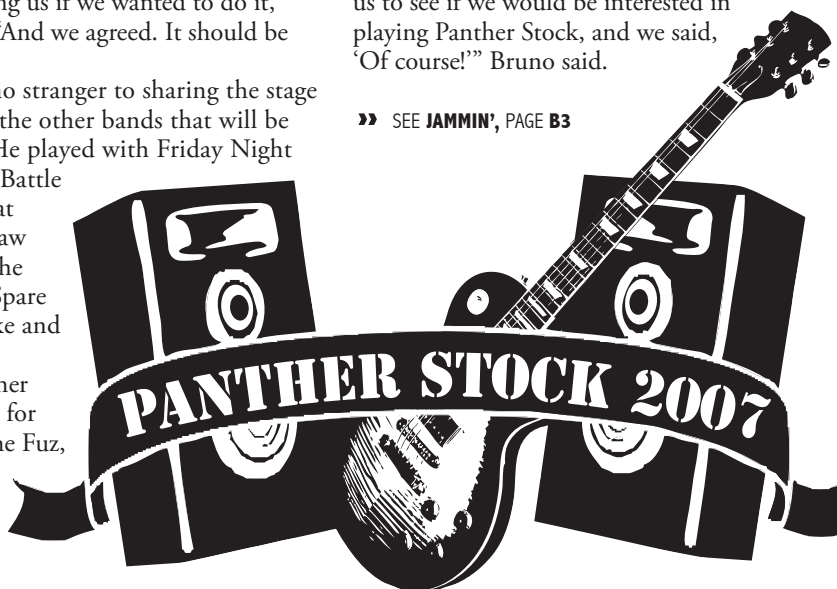 ng us if we wanted to do it,
“And we agreed. It should be
no stranger to sharing the stage
the other bands that will be
He played with Friday Night
Battle
at
aw
he
Spare
ke and
her
for
he Fuz,
us to see if we would be interested in
playing Panther Stock, and we said,
‘Of course!’” Bruno said.
›› SEE JAMMIN’, PAGE B3
PANTHER STOCK 2007